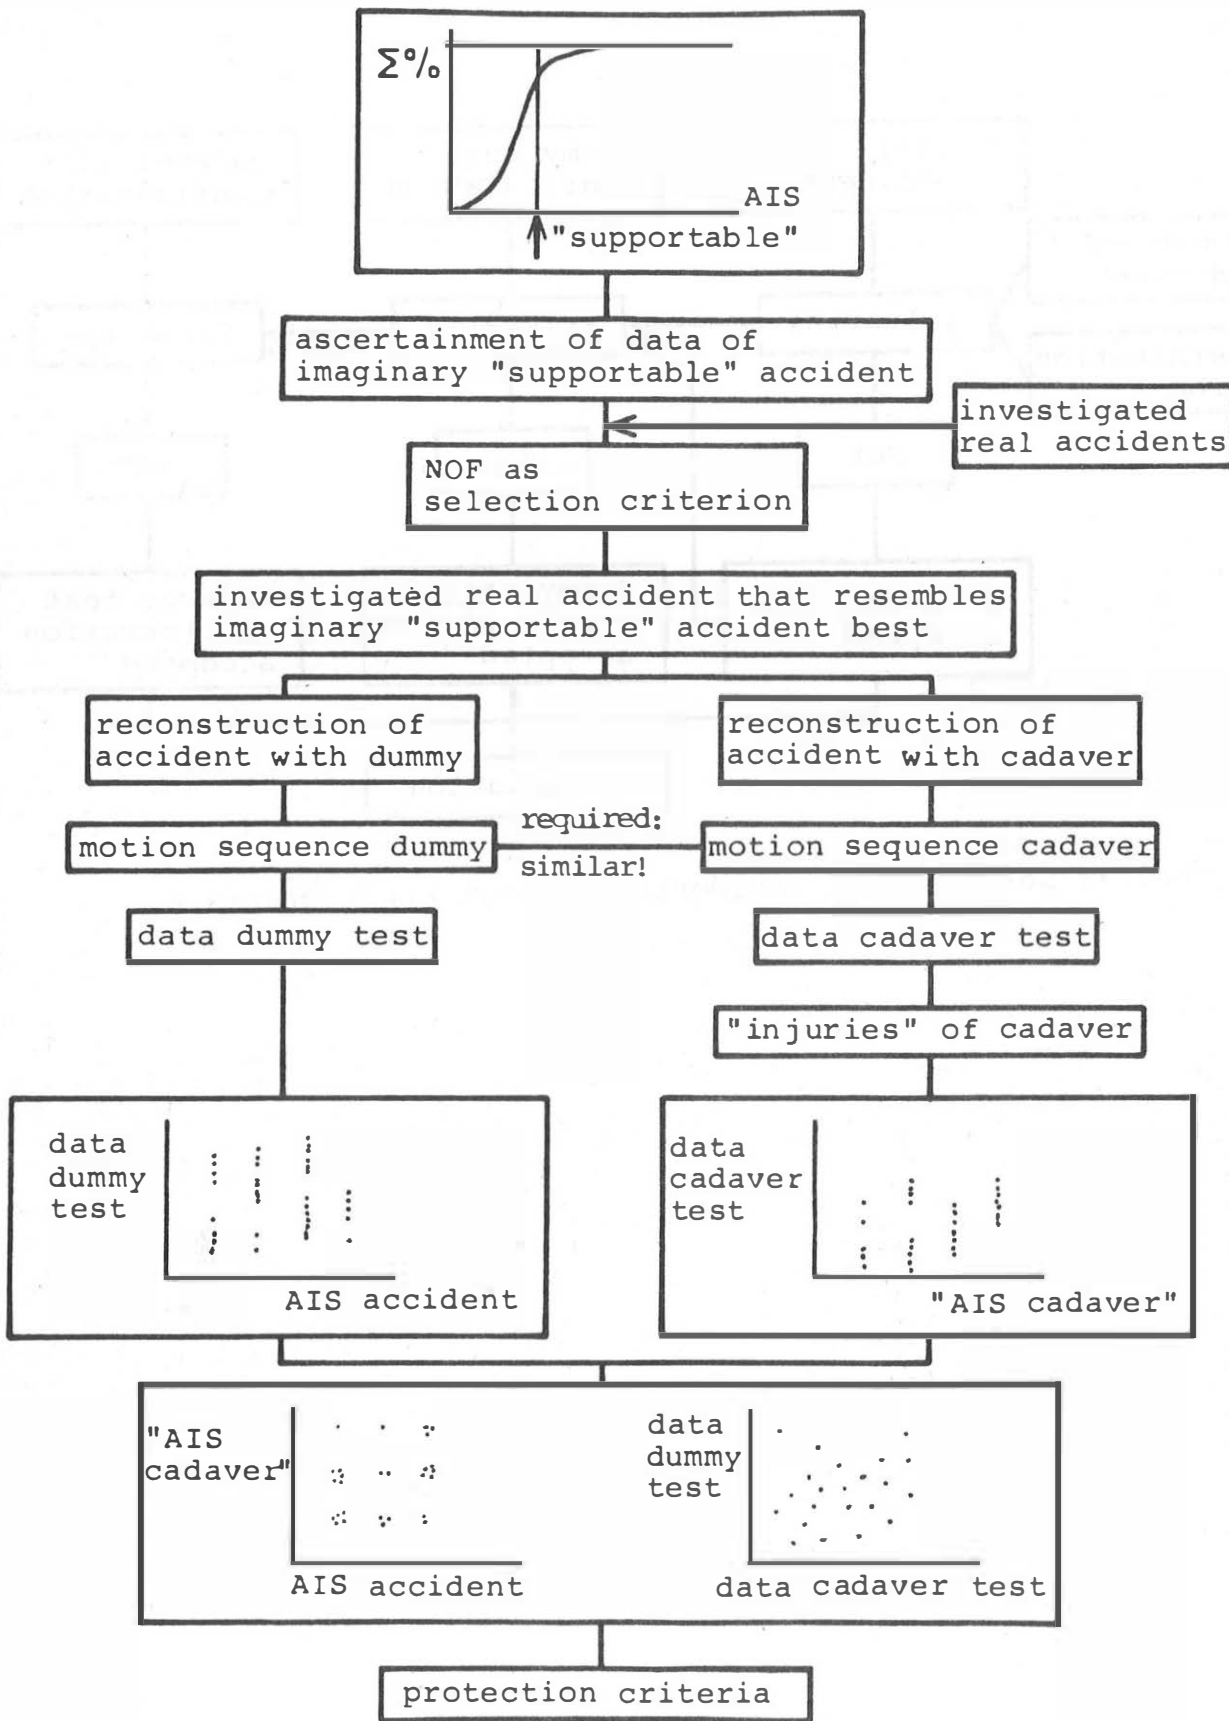 Σ%
AIS
"supportable"
ascertainment of data of
imaginary "supportable" accident
investigated
real accidents
NOF as
selection criterion
investigated real accident that resembles
imaginary "supportable" accident best
reconstruction of
accident with dummy
reconstruction of
accident with cadaver
motion sequence dummy
required:
similar!
motion sequence cadaver
data dummy test
data cadaver test
"injuries" of cadaver
data
dummy
test
AIS accident
data
cadaver
test
"AIS cadaver"
"AIS
cadaver"
AIS accident
data
dummy
test
data cadaver test
protection criteria